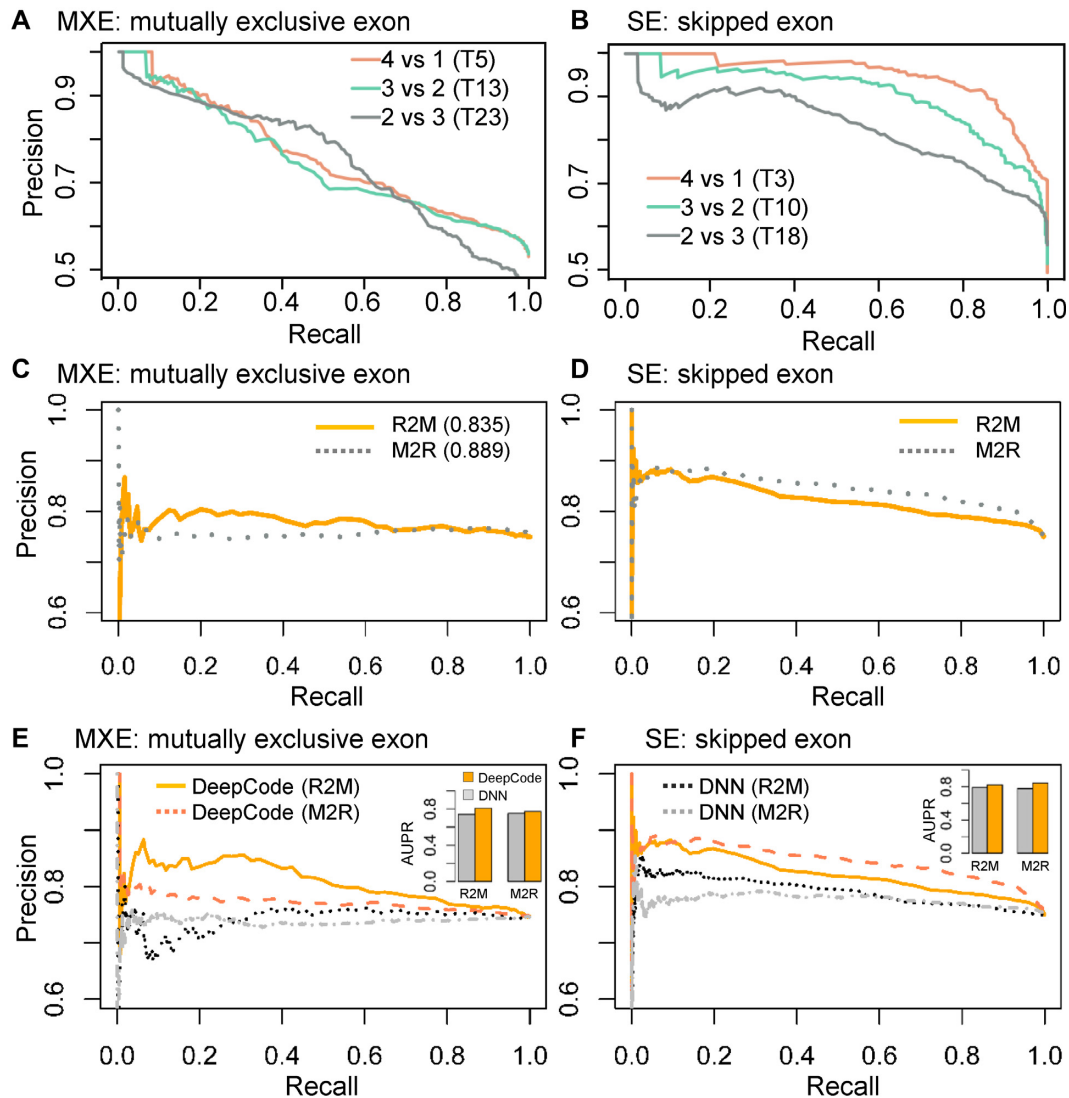 A MXE: mutually exclusive exon
4 vs 1 (T5)
3 vs 2 (T13)
2 vs 3 (T23)
Precision
0.9
0.7
0.5
0.0 0.2 0.4 0.6 0.8 1.0
Recall
B SE: skipped exon
4 vs 1 (T3)
3 vs 2 (T10)
2 vs 3 (T18)
0.9
0.7
0.5
0.0 0.2 0.4 0.6 0.8 1.0
Recall
C MXE: mutually exclusive exon
R2M (0.835)
M2R (0.889)
Precision
1.0
0.8
0.6
0.0 0.2 0.4 0.6 0.8 1.0
Recall
D SE: skipped exon
R2M
M2R
1.0
0.8
0.6
0.0 0.2 0.4 0.6 0.8 1.0
Recall
E MXE: mutually exclusive exon
DeepCode (R2M)
DeepCode (M2R)
DeepCode
DNN
AUPR
0.8
0.4
0.0
R2M M2R
Precision
1.0
0.8
0.6
0.0 0.2 0.4 0.6 0.8 1.0
Recall
F SE: skipped exon
DNN (R2M)
DNN (M2R)
AUPR
0.8
0.4
0.0
R2M M2R
1.0
0.8
0.6
0.0 0.2 0.4 0.6 0.8 1.0
Recall